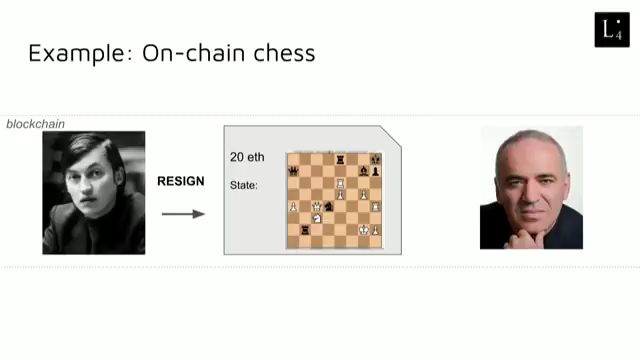 L4
Example: On-chain chess
blockchain
20 eth
RESIGN
State: